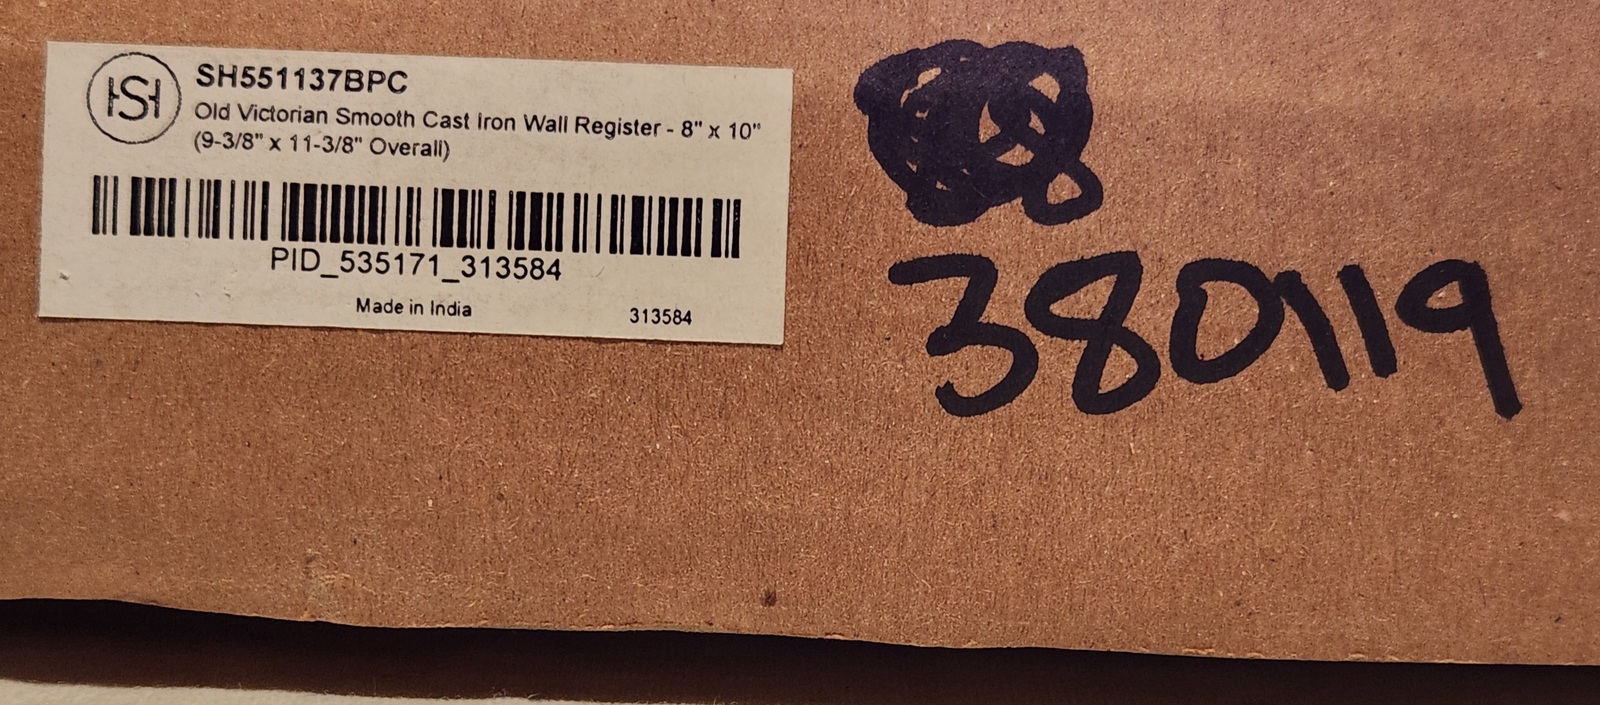 SH
SH551137BPC
Old Victorian Smooth Cast Iron Wall Register - 8" x 10"
(9-3/8" x 11-3/8" Overall)
PID_535171_313584
Made in India 313584
380119